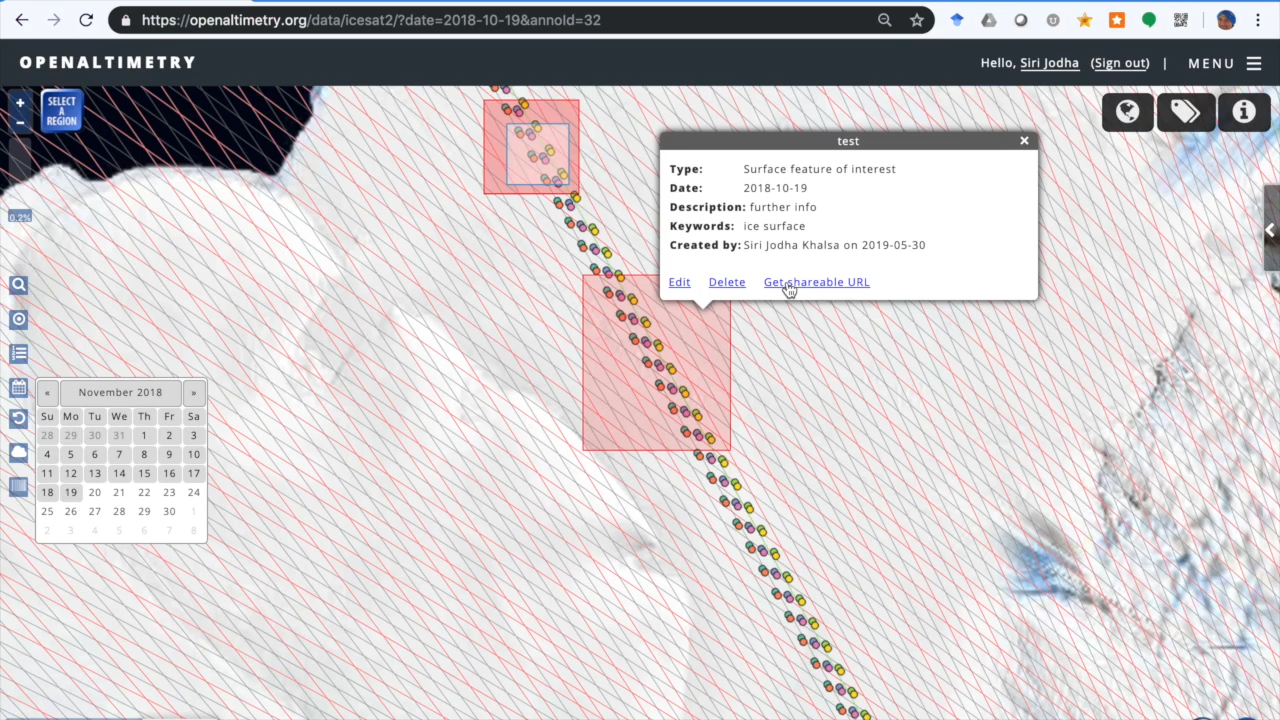 https://openaltimetry.org/data/icesat2/?date=2018-10-19&annoId=32
OPENALTIMETRY
Hello, Siri Jodha (Sign out) | MENU
+
−
SELECT
A
REGION
0.2%
test
Type: Surface feature of interest
Date: 2018-10-19
Description: further info
Keywords: ice surface
Created by: Siri Jodha Khalsa on 2019-05-30
Edit Delete Get shareable URL
« November 2018 »
Su Mo Tu We Th Fr Sa
28 29 30 31 1 2 3
4 5 6 7 8 9 10
11 12 13 14 15 16 17
18 19 20 21 22 23 24
25 26 27 28 29 30 1
2 3 4 5 6 7 8